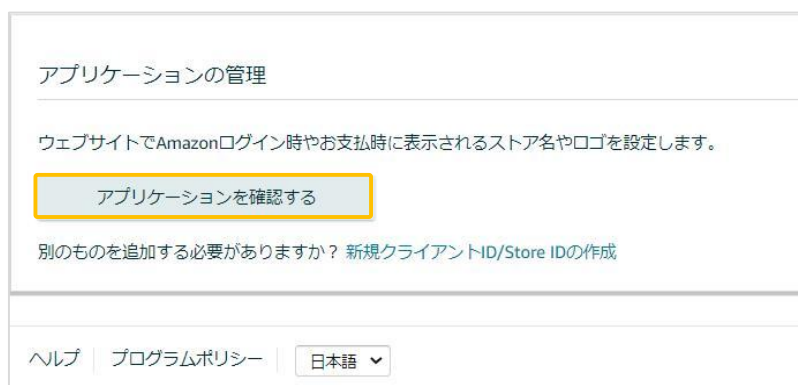 アプリケーションの管理
ウェブサイトでAmazonログイン時やお支払時に表示されるストア名やロゴを設定します。
アプリケーションを確認する
別のものを追加する必要がありますか？ 新規クライアントID/Store IDの作成
ヘルプ プログラムポリシー 日本語